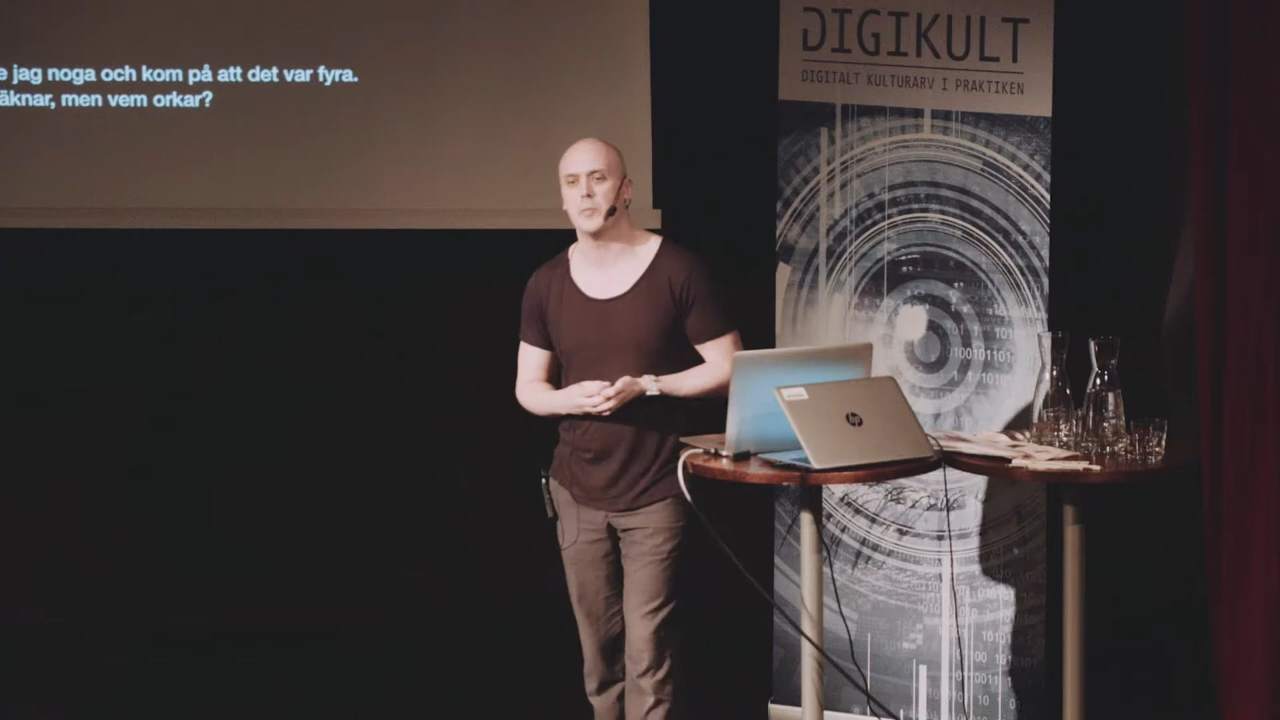 e jag noga och kom på att det var fyra.
äknar, men vem orkar?
DIGIKULT
DIGITALT KULTURARV I PRAKTIKEN
hp